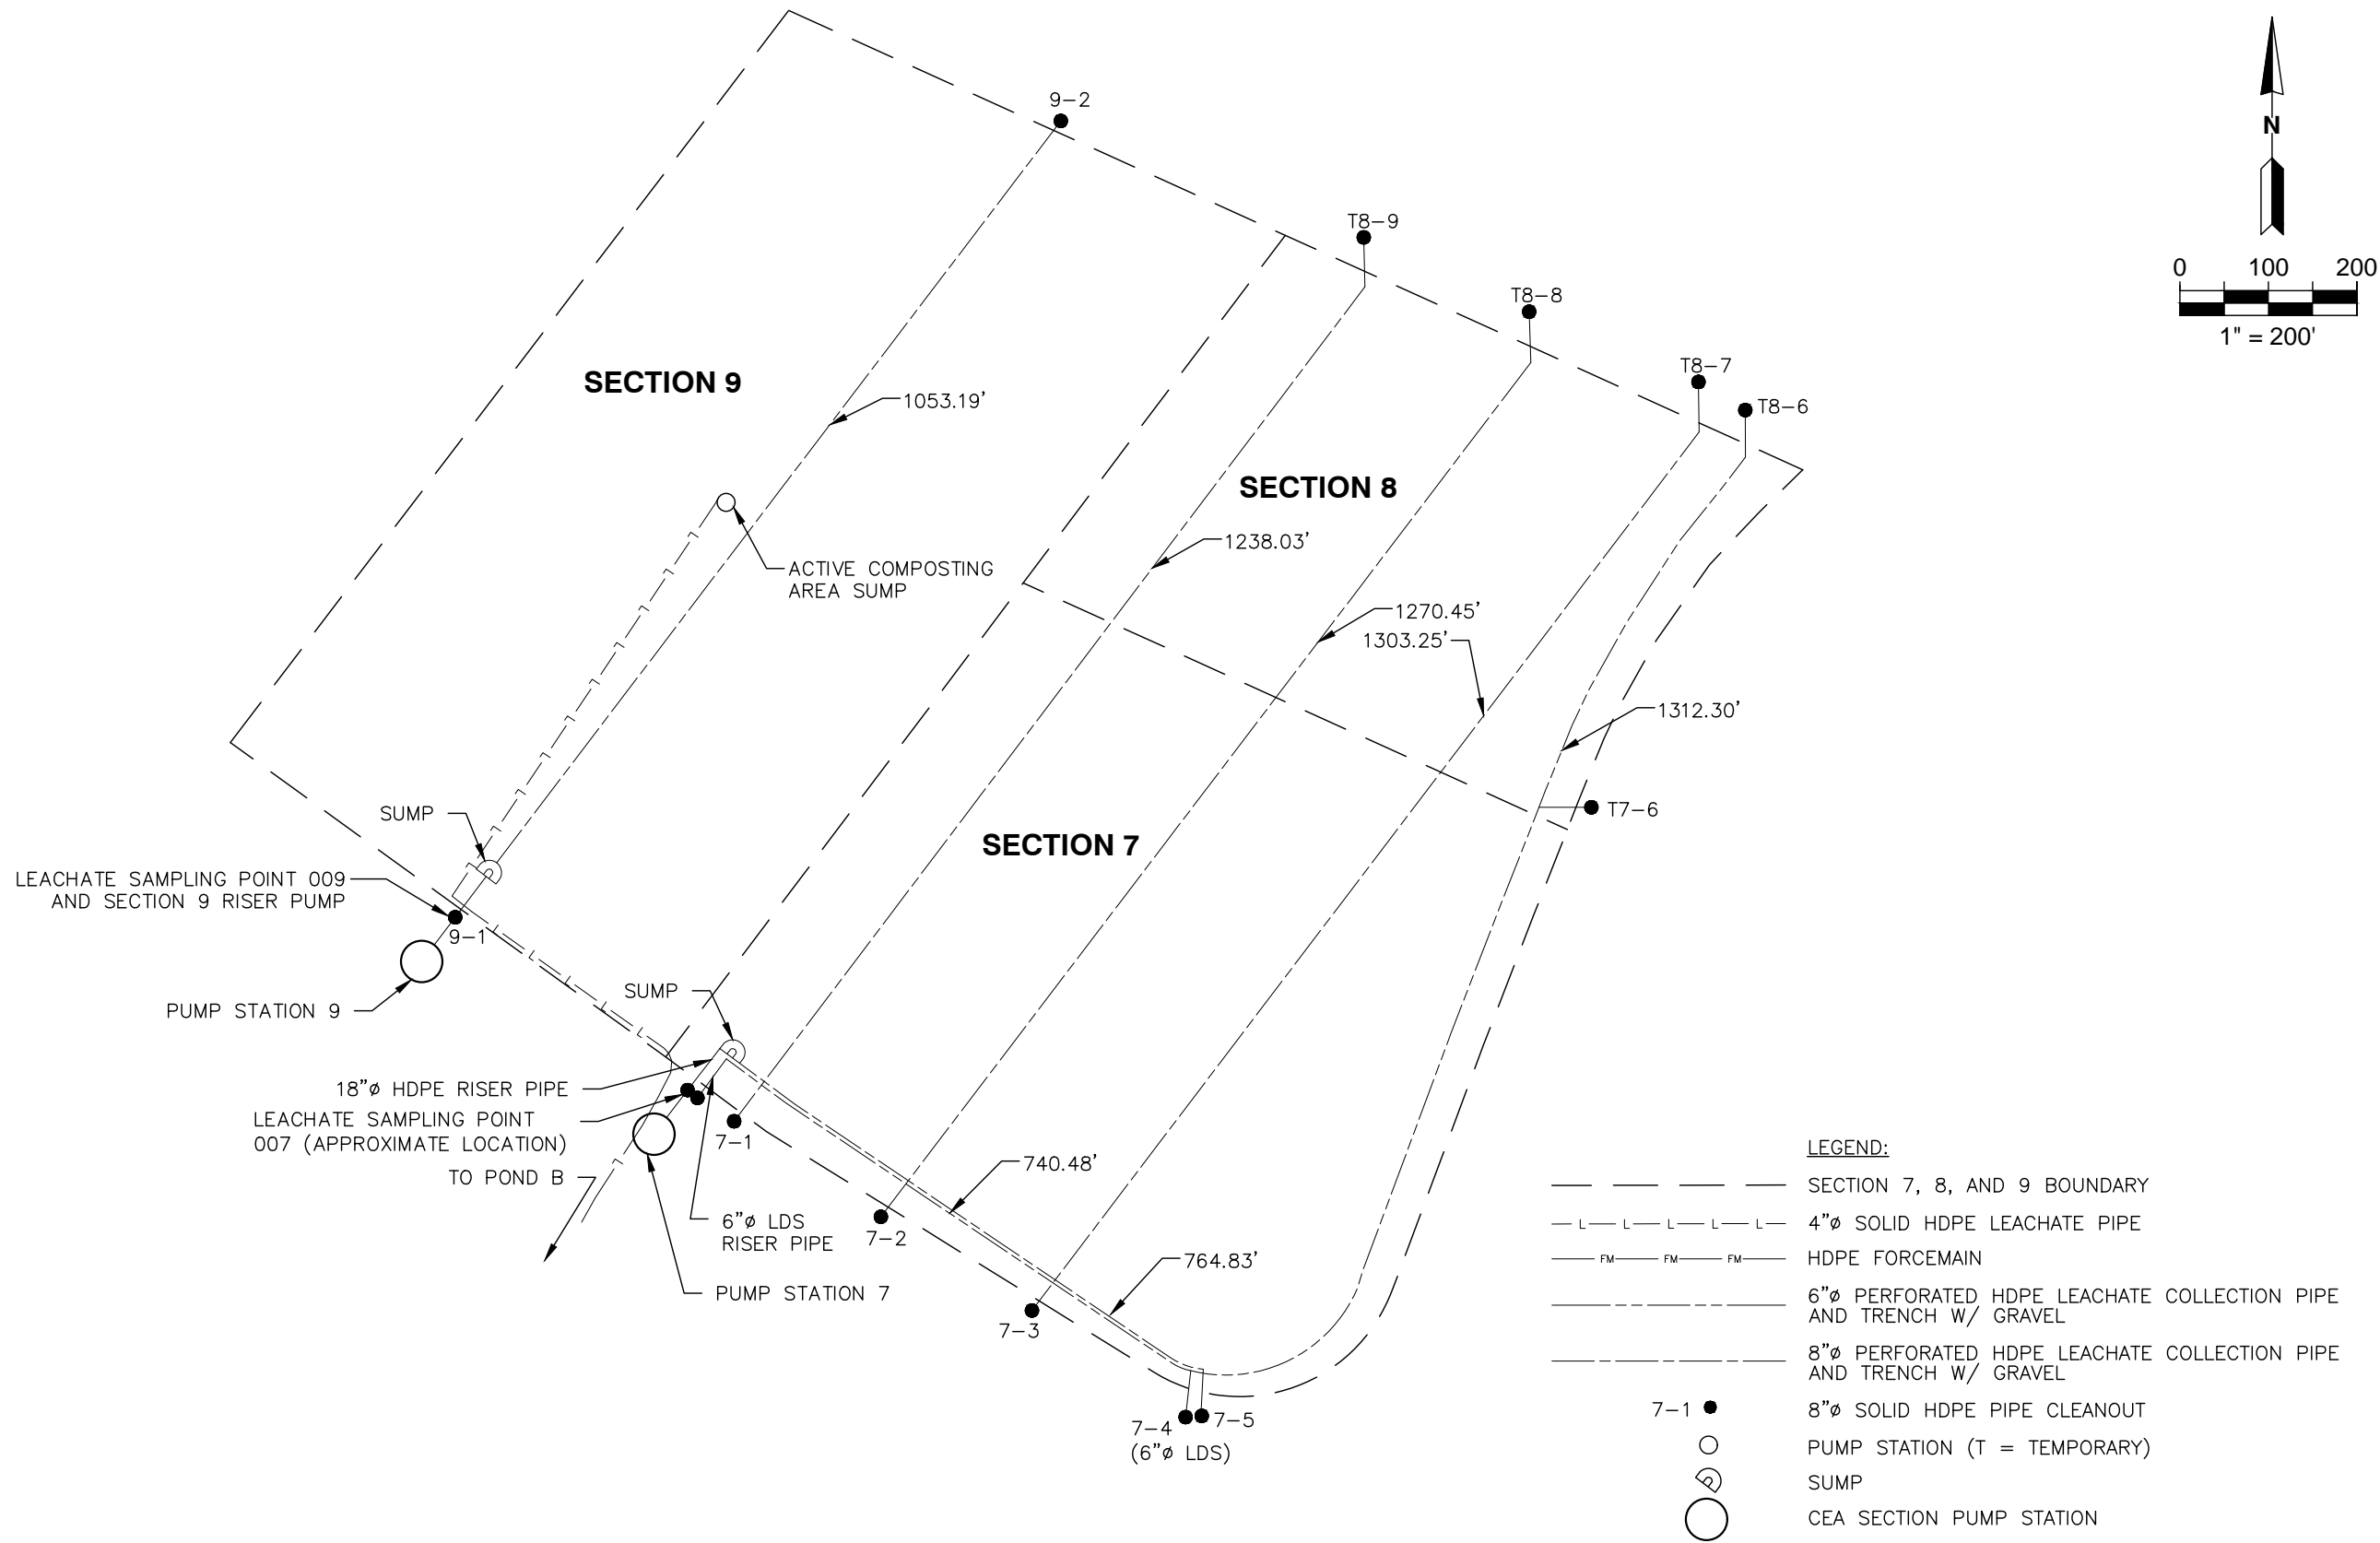 9-2
N
T8-9
0 100 200
T8-8
1" = 200'
T8-7
SECTION 9
1053.19'
T8-6
SECTION 8
1238.03'
ACTIVE COMPOSTING
AREA SUMP
1270.45'
1303.25'
1312.30'
SUMP
T7-6
SECTION 7
LEACHATE SAMPLING POINT 009
AND SECTION 9 RISER PUMP
9-1
SUMP
PUMP STATION 9
18"ø HDPE RISER PIPE
LEACHATE SAMPLING POINT
007 (APPROXIMATE LOCATION)
7-1
740.48'
TO POND B
6"ø LDS
RISER PIPE
7-2
764.83'
PUMP STATION 7
7-3
7-4
(6"ø LDS)
7-5
LEGEND:
SECTION 7, 8, AND 9 BOUNDARY
L L L L L 4"ø SOLID HDPE LEACHATE PIPE
FM FM FM HDPE FORCEMAIN
6"ø PERFORATED HDPE LEACHATE COLLECTION PIPE
AND TRENCH W/ GRAVEL
8"ø PERFORATED HDPE LEACHATE COLLECTION PIPE
AND TRENCH W/ GRAVEL
7-1 8"ø SOLID HDPE PIPE CLEANOUT
PUMP STATION (T = TEMPORARY)
SUMP
CEA SECTION PUMP STATION